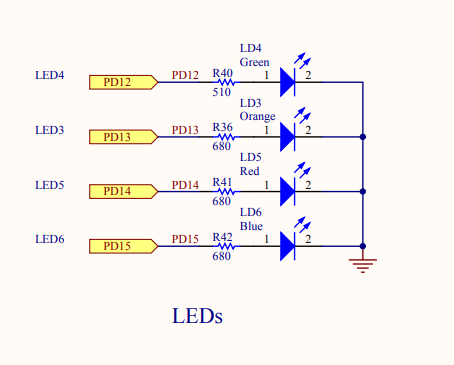 LD4
Green
LED4 PD12 PD12 R40 1 2
510
LD3
Orange
LED3 PD13 PD13 R36 1 2
680
LD5
Red
LED5 PD14 PD14 R41 1 2
680
LD6
Blue
LED6 PD15 PD15 R42 1 2
680
LEDs